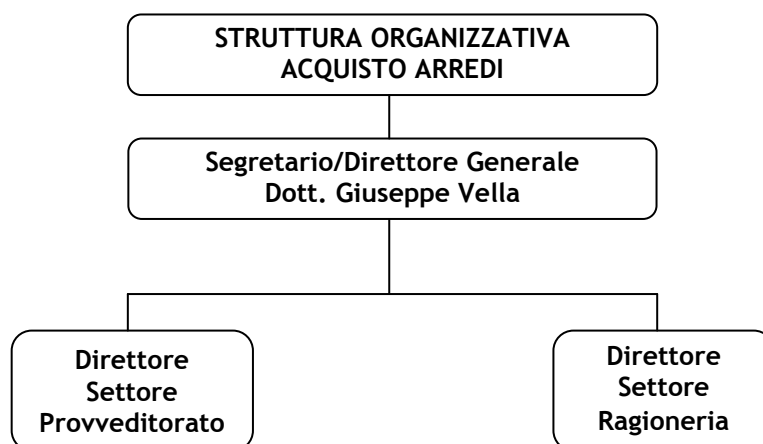 STRUTTURA ORGANIZZATIVA
ACQUISTO ARREDI
Segretario/Direttore Generale
Dott. Giuseppe Vella
Direttore
Settore
Provveditorato
Direttore
Settore
Ragioneria